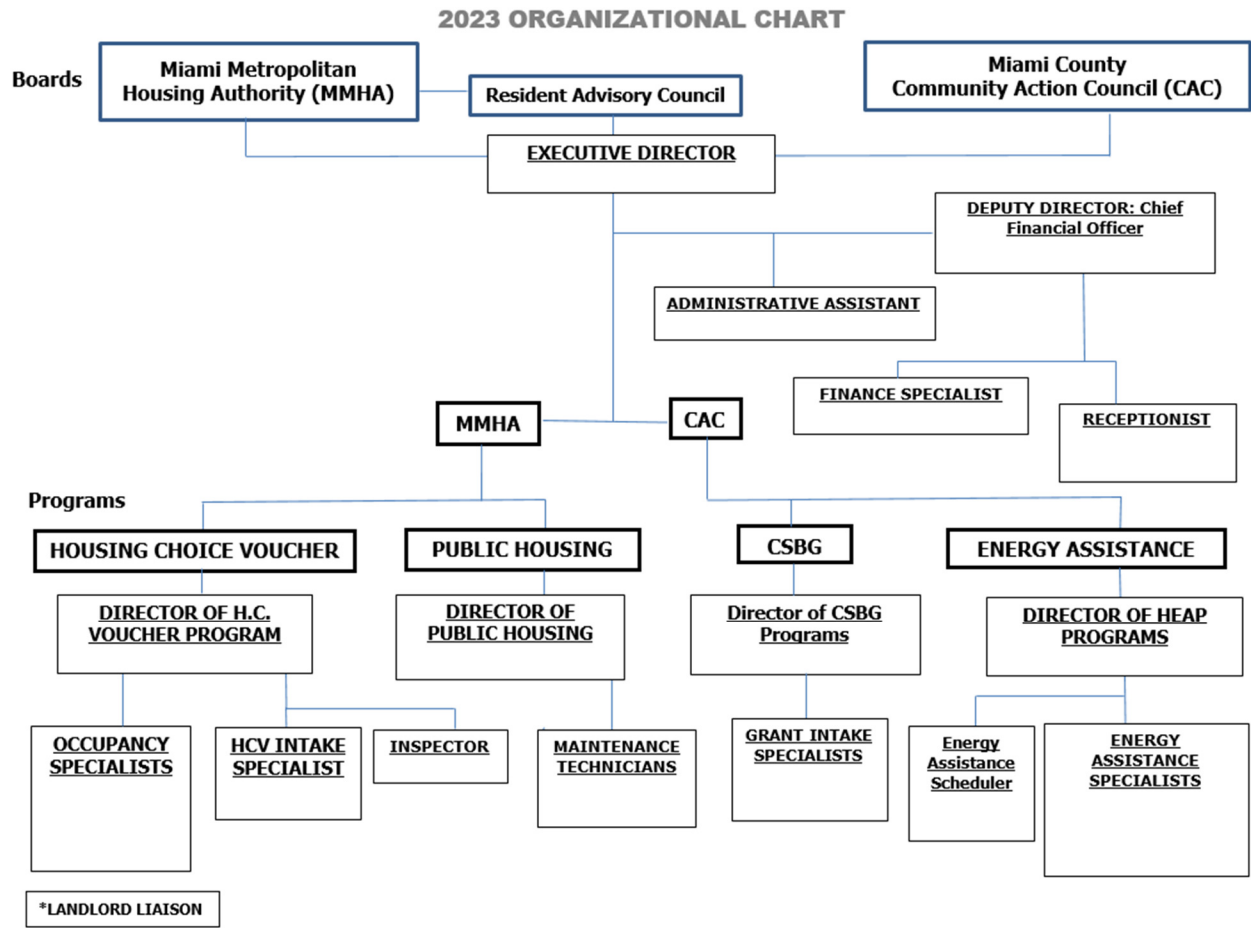 2023 ORGANIZATIONAL CHART
Boards
Miami Metropolitan
Housing Authority (MMHA)
Resident Advisory Council
Miami County
Community Action Council (CAC)
EXECUTIVE DIRECTOR
DEPUTY DIRECTOR: Chief
Financial Officer
ADMINISTRATIVE ASSISTANT
FINANCE SPECIALIST
RECEPTIONIST
MMHA
CAC
Programs
HOUSING CHOICE VOUCHER
PUBLIC HOUSING
CSBG
ENERGY ASSISTANCE
DIRECTOR OF H.C.
VOUCHER PROGRAM
DIRECTOR OF
PUBLIC HOUSING
Director of CSBG
Programs
DIRECTOR OF HEAP
PROGRAMS
OCCUPANCY
SPECIALISTS
HCV INTAKE
SPECIALIST
INSPECTOR
MAINTENANCE
TECHNICIANS
GRANT INTAKE
SPECIALISTS
Energy
Assistance
Scheduler
ENERGY
ASSISTANCE
SPECIALISTS
*LANDLORD LIAISON